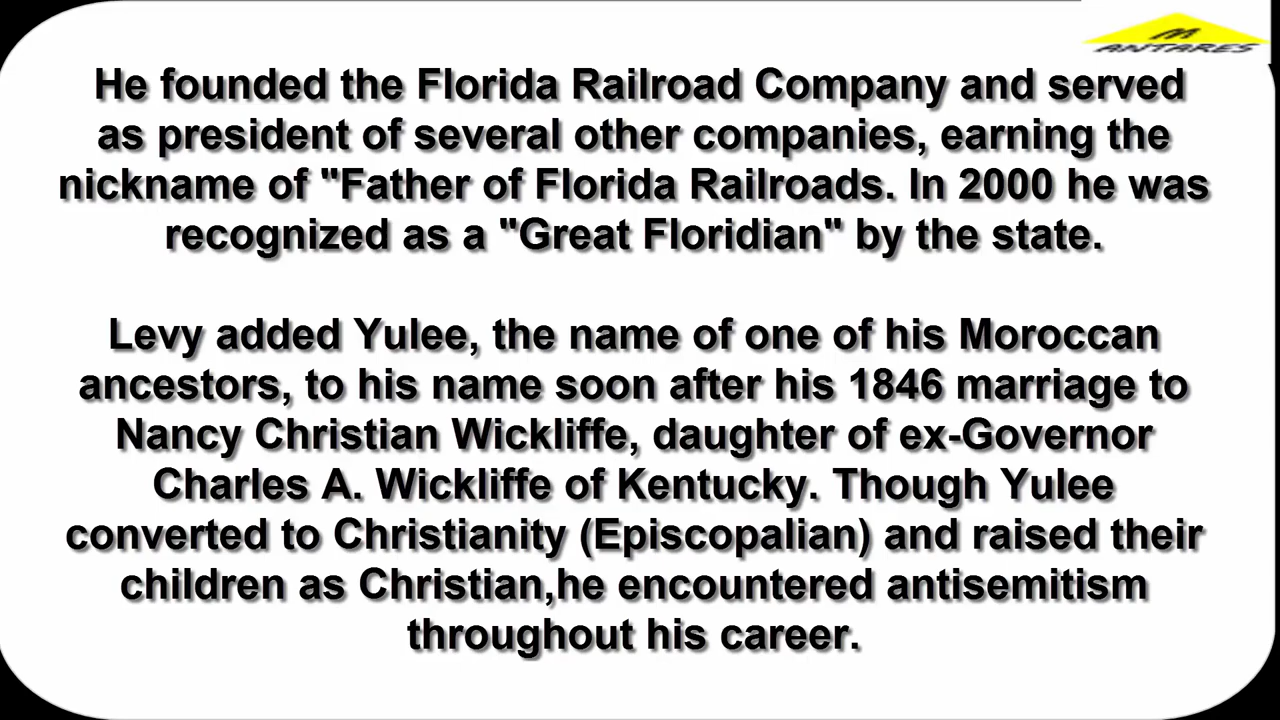 M
ANTARES
He founded the Florida Railroad Company and served
as president of several other companies, earning the
nickname of "Father of Florida Railroads. In 2000 he was
recognized as a "Great Floridian" by the state.
Levy added Yulee, the name of one of his Moroccan
ancestors, to his name soon after his 1846 marriage to
Nancy Christian Wickliffe, daughter of ex-Governor
Charles A. Wickliffe of Kentucky. Though Yulee
converted to Christianity (Episcopalian) and raised their
children as Christian,he encountered antisemitism
throughout his career.